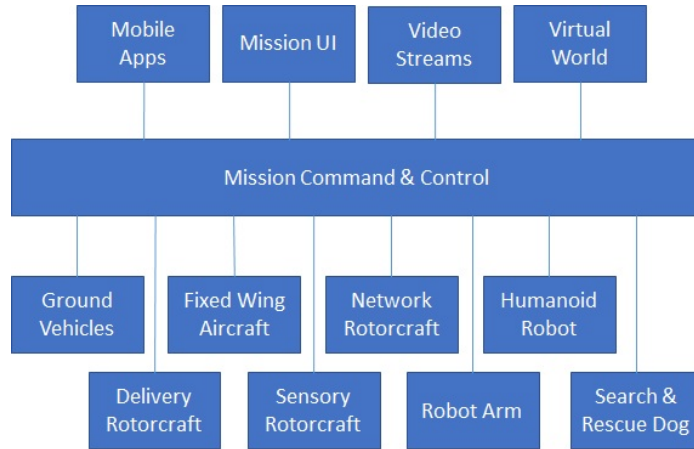 Mobile
Apps
Mission UI
Video
Streams
Virtual
World
Mission Command & Control
Ground
Vehicles
Fixed Wing
Aircraft
Network
Rotorcraft
Humanoid
Robot
Delivery
Rotorcraft
Sensory
Rotorcraft
Robot Arm
Search &
Rescue Dog